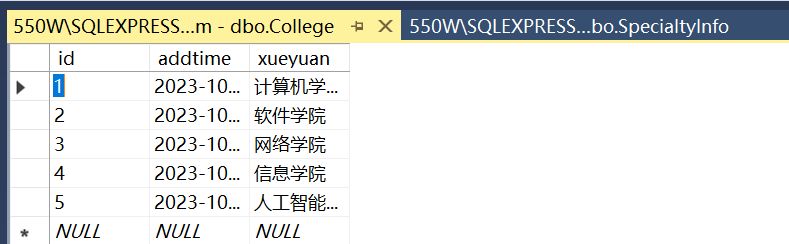 550W\SQLEXPRESS...m - dbo.College 550W\SQLEXPRESS...bo.SpecialtyInfo
id addtime xueyuan
1 2023-10... 计算机学...
2 2023-10... 软件学院
3 2023-10... 网络学院
4 2023-10... 信息学院
5 2023-10... 人工智能...
NULL NULL NULL